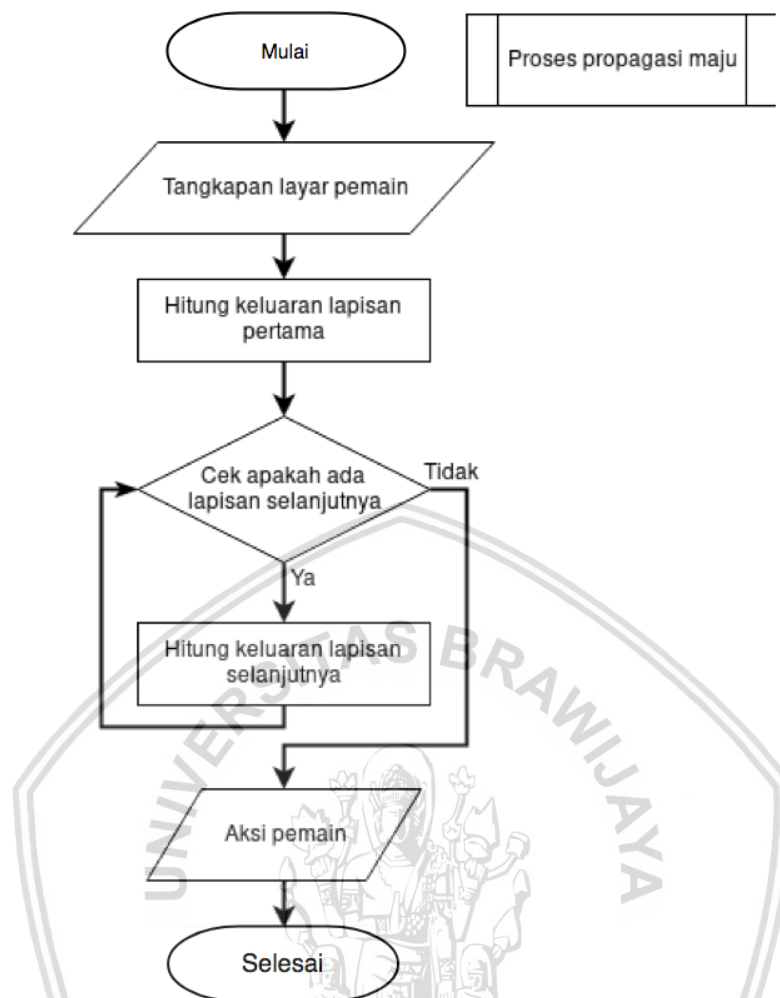 Mulai
Proses propagasi maju
Tangkapan layar pemain
Hitung keluaran lapisan
pertama
Cek apakah ada
lapisan selanjutnya
Tidak
Ya
Hitung keluaran lapisan
selanjutnya
Aksi pemain
Selesai
UNIVERSITAS BRAWIJAYA